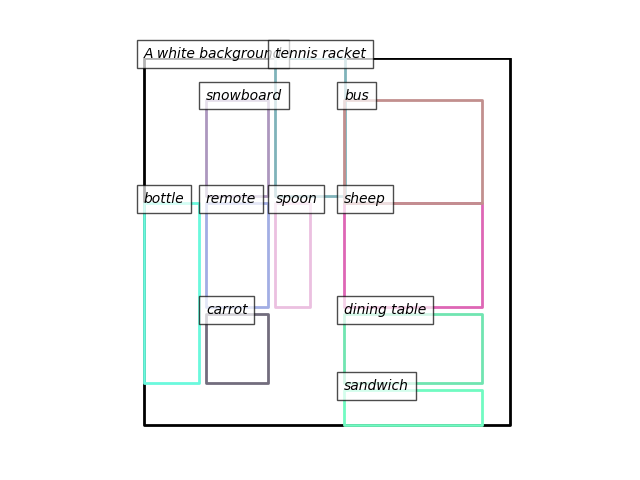 A white background
tennis racket
snowboard
bus
bottle
remote
spoon
sheep
carrot
dining table
sandwich